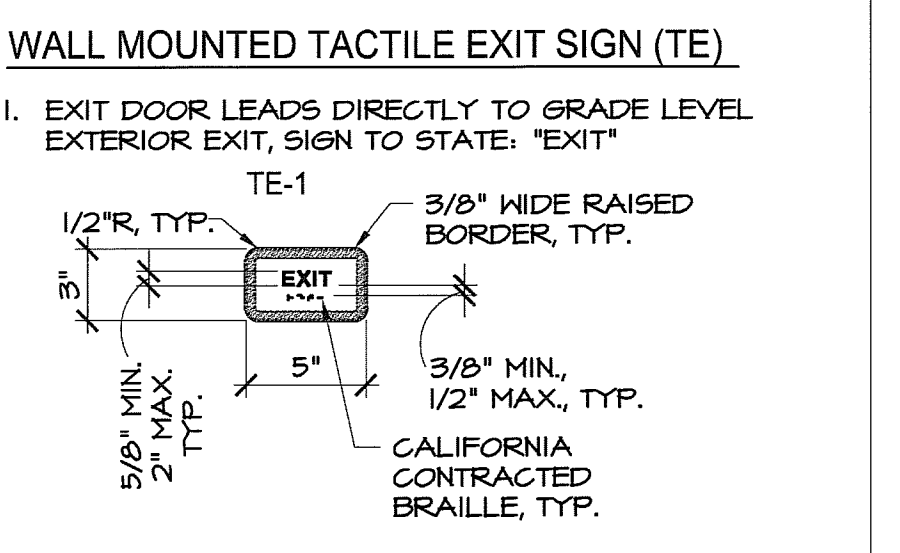 WALL MOUNTED TACTILE EXIT SIGN (TE)
1. EXIT DOOR LEADS DIRECTLY TO GRADE LEVEL
EXTERIOR EXIT, SIGN TO STATE: "EXIT"
TE-1
1/2"R, TYP.
3/8" WIDE RAISED
BORDER, TYP.
3"
EXIT
5"
5/8" MIN.
2" MAX.
TYP.
3/8" MIN.,
1/2" MAX., TYP.
CALIFORNIA
CONTRACTED
BRAILLE, TYP.